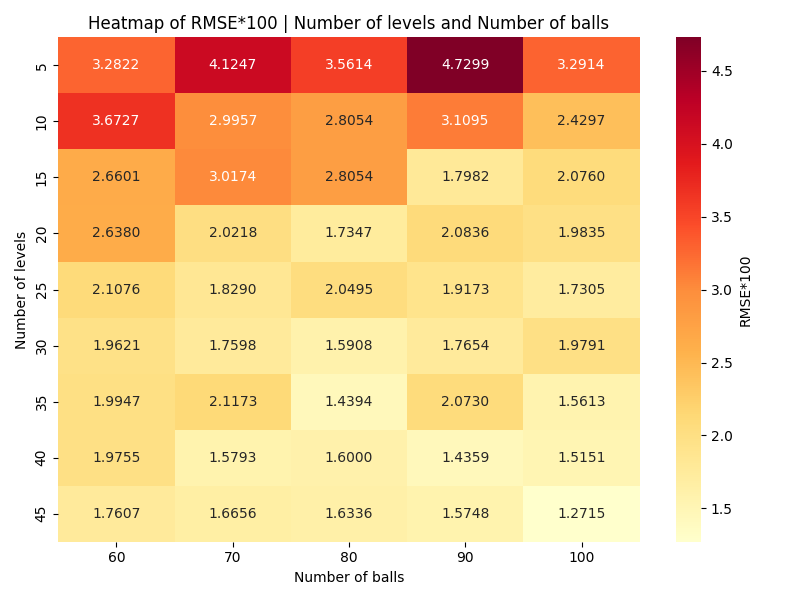 Heatmap of RMSE*100 | Number of levels and Number of balls
5 3.2822 4.1247 3.5614 4.7299 3.2914
10 3.6727 2.9957 2.8054 3.1095 2.4297
15 2.6601 3.0174 2.8054 1.7982 2.0760
20 2.6380 2.0218 1.7347 2.0836 1.9835
25 2.1076 1.8290 2.0495 1.9173 1.7305
30 1.9621 1.7598 1.5908 1.7654 1.9791
35 1.9947 2.1173 1.4394 2.0730 1.5613
40 1.9755 1.5793 1.6000 1.4359 1.5151
45 1.7607 1.6656 1.6336 1.5748 1.2715
60 70 80 90 100
Number of balls
Number of levels
4.5
4.0
3.5
3.0
2.5
2.0
1.5
RMSE*100